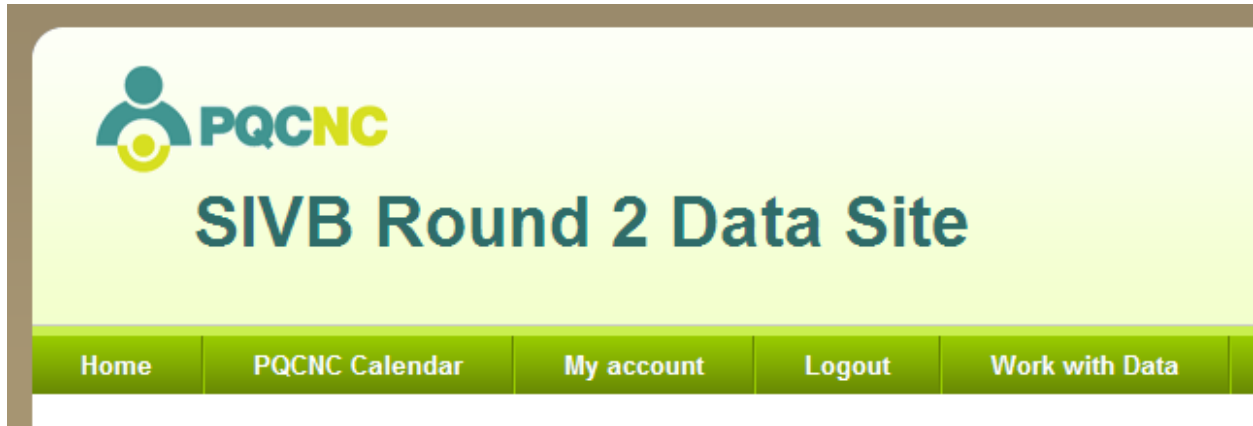 PQCNC
SIVB Round 2 Data Site
Home PQCNC Calendar My account Logout Work with Data